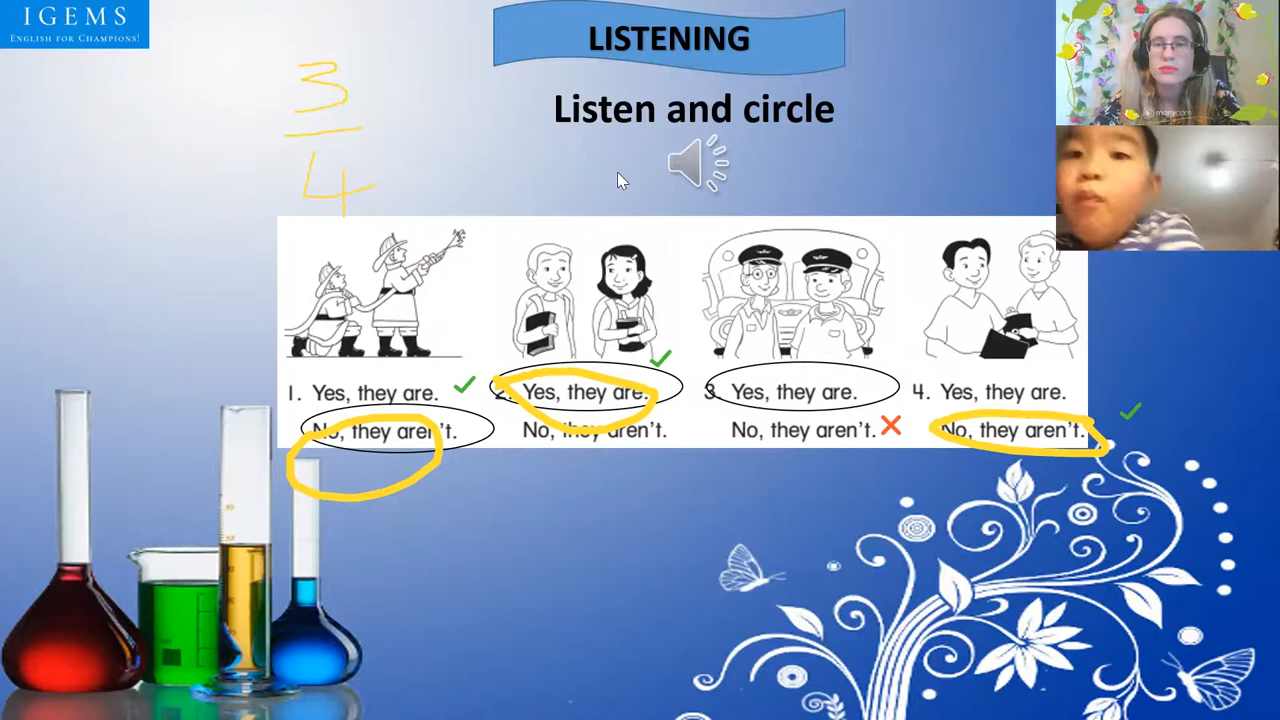 IGEMS
ENGLISH FOR CHAMPIONS!
LISTENING
Listen and circle
3
4
manycam
1. Yes, they are.
No, they aren't.
2. Yes, they are.
No, they aren't.
3. Yes, they are.
No, they aren't.
4. Yes, they are.
No, they aren't.